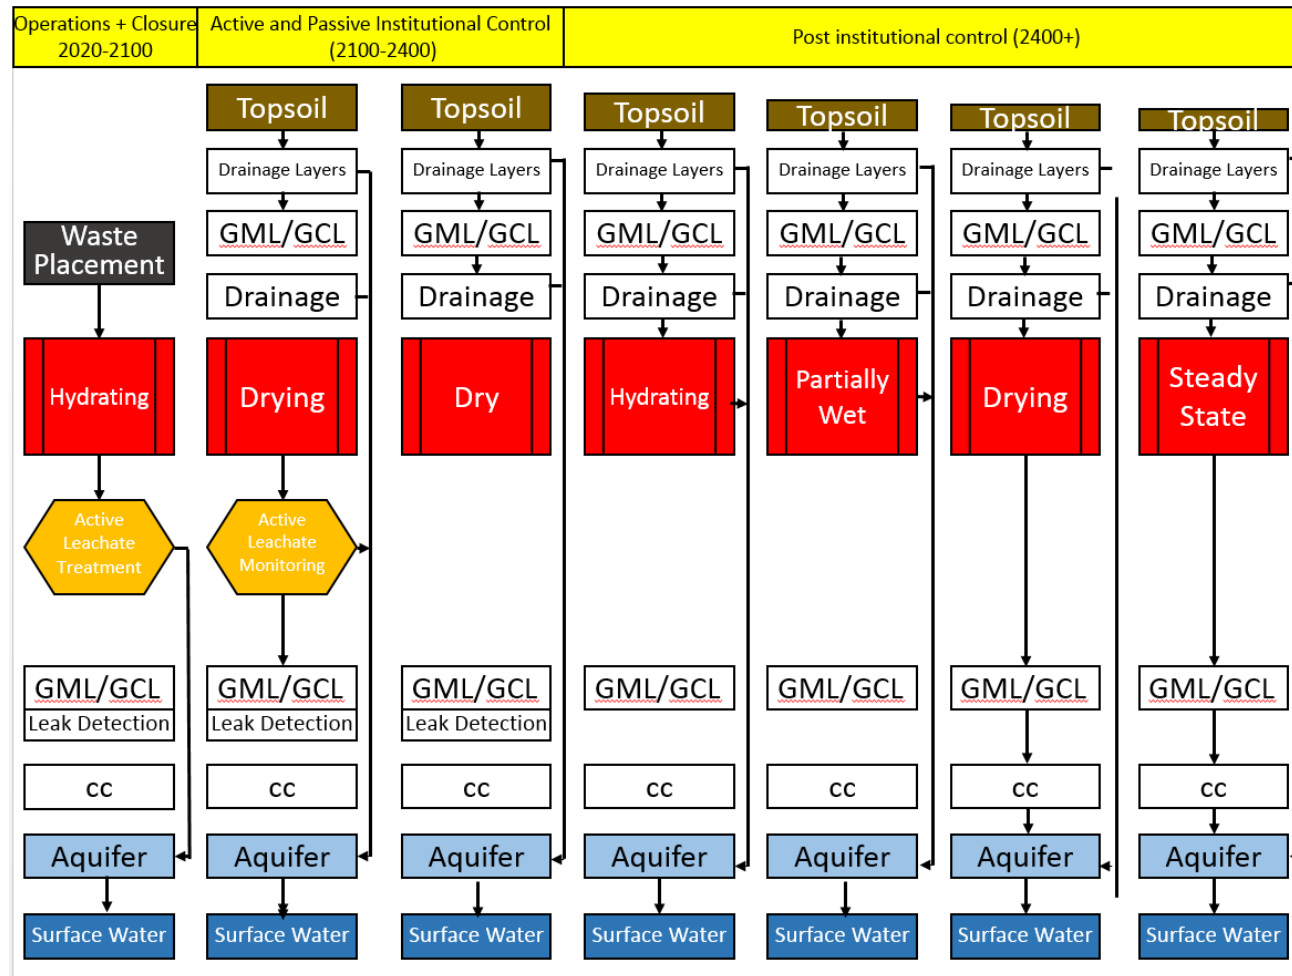 Operations + Closure
2020-2100
Active and Passive Institutional Control
(2100-2400)
Post institutional control (2400+)
Topsoil
Topsoil
Topsoil
Topsoil
Topsoil
Topsoil
Drainage Layers
Drainage Layers
Drainage Layers
Drainage Layers
Drainage Layers
Drainage Layers
Waste
Placement
GML/GCL
GML/GCL
GML/GCL
GML/GCL
GML/GCL
GML/GCL
Drainage
Drainage
Drainage
Drainage
Drainage
Drainage
Hydrating
Drying
Dry
Hydrating
Partially
Wet
Drying
Steady
State
Active
Leachate
Treatment
Active
Leachate
Monitoring
GML/GCL
Leak Detection
GML/GCL
Leak Detection
GML/GCL
Leak Detection
GML/GCL
GML/GCL
GML/GCL
GML/GCL
cc
cc
cc
cc
cc
cc
cc
Aquifer
Aquifer
Aquifer
Aquifer
Aquifer
Aquifer
Aquifer
Surface Water
Surface Water
Surface Water
Surface Water
Surface Water
Surface Water
Surface Water